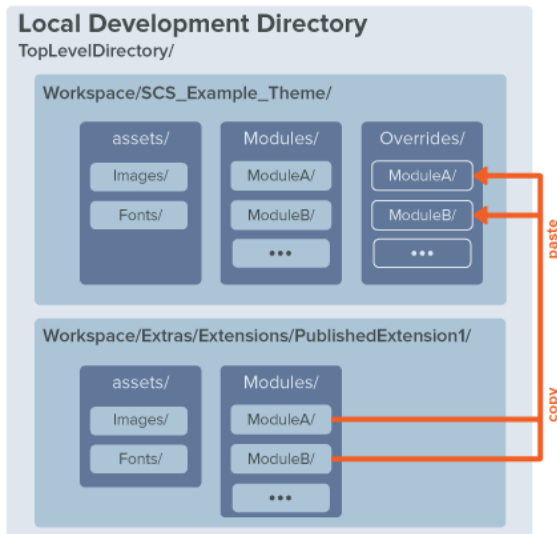 Local Development Directory
TopLevelDirectory/
Workspace/SCS_Example_Theme/
assets/
Images/
Fonts/
Modules/
ModuleA/
ModuleB/
•••
Overrides/
ModuleA/
ModuleB/
•••
paste
Workspace/Extras/Extensions/PublishedExtension1/
assets/
Images/
Fonts/
Modules/
ModuleA/
ModuleB/
•••
copy